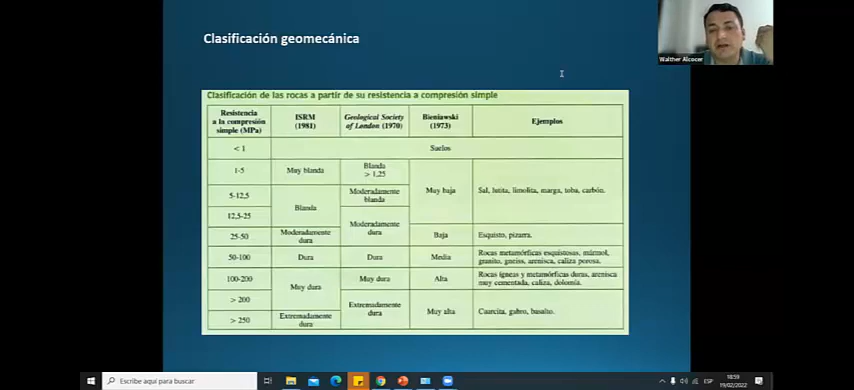 Clasificación geomecánica
Walther Alcocer
Clasificación de las rocas a partir de su resistencia a compresión simple
Resistencia
a la compresión
simple (MPa)
ISRM
(1981)
Geological Society
of London (1970)
Bieniawski
(1973)
Ejemplos
< 1
Suelos
1-5
Muy blanda
Blanda
> 1,25
Muy baja
Sal, lutita, limolita, marga, toba, carbón.
5-12,5
Blanda
Moderadamente
blanda
12,5-25
Moderadamente
dura
25-50
Moderadamente
dura
Baja
Esquisto, pizarra.
50-100
Dura
Dura
Media
Rocas metamórficas esquistosas, mármol,
granito, gneiss, arenisca, caliza porosa.
100-200
Muy dura
Muy dura
Alta
Rocas ígneas y metamórficas duras, arenisca
muy cementada, caliza, dolomía.
> 200
Extremadamente
dura
Muy alta
Cuarcita, gabro, basalto.
> 250
Extremadamente
dura
Escribe aquí para buscar
ESP
18:59
19/02/2022